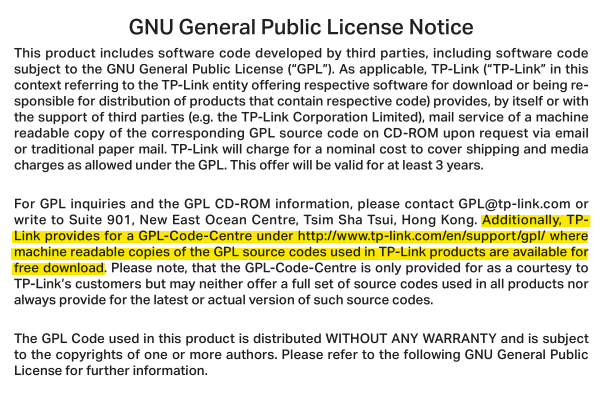 GNU General Public License Notice
This product includes software code developed by third parties, including software code
subject to the GNU General Public License (“GPL”). As applicable, TP-Link (“TP-Link” in this
context referring to the TP-Link entity offering respective software for download or being re-
sponsible for distribution of products that contain respective code) provides, by itself or with
the support of third parties (e.g. the TP-Link Corporation Limited), mail service of a machine
readable copy of the corresponding GPL source code on CD-ROM upon request via email
or traditional paper mail. TP-Link will charge for a nominal cost to cover shipping and media
charges as allowed under the GPL. This offer will be valid for at least 3 years.
For GPL inquiries and the GPL CD-ROM information, please contact GPL@tp-link.com or
write to Suite 901, New East Ocean Centre, Tsim Sha Tsui, Hong Kong. Additionally, TP-
Link provides for a GPL-Code-Centre under http://www.tp-link.com/en/support/gpl/ where
machine readable copies of the GPL source codes used in TP-Link products are available for
free download. Please note, that the GPL-Code-Centre is only provided for as a courtesy to
TP-Link’s customers but may neither offer a full set of source codes used in all products nor
always provide for the latest or actual version of such source codes.
The GPL Code used in this product is distributed WITHOUT ANY WARRANTY and is subject
to the copyrights of one or more authors. Please refer to the following GNU General Public
License for further information.